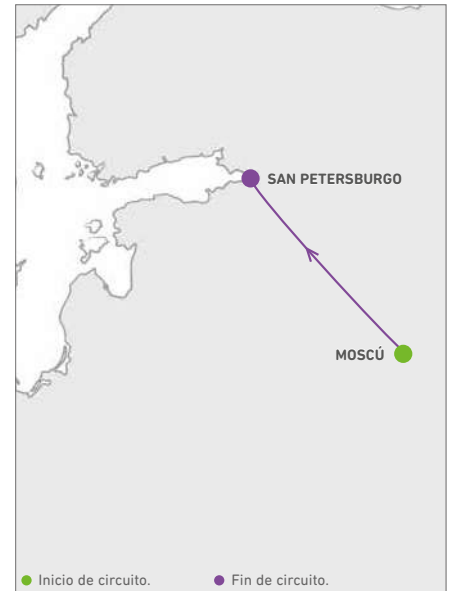 SAN PETERSBURGO
MOSCÚ
Inicio de circuito.
Fin de circuito.